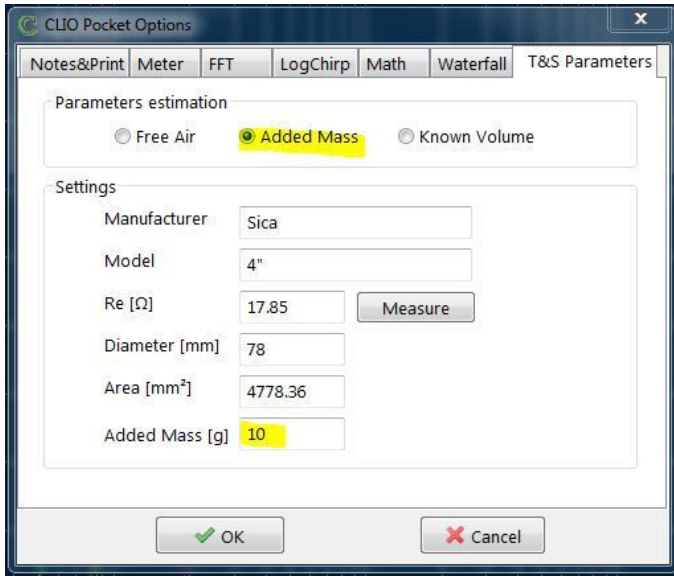 CLIO Pocket Options
x
Notes&Print Meter FFT LogChirp Math Waterfall T&S Parameters
Parameters estimation
Free Air Added Mass Known Volume
Settings
Manufacturer Sica
Model 4"
Re [Ω] 17.85 Measure
Diameter [mm] 78
Area [mm²] 4778.36
Added Mass [g] 10
OK Cancel